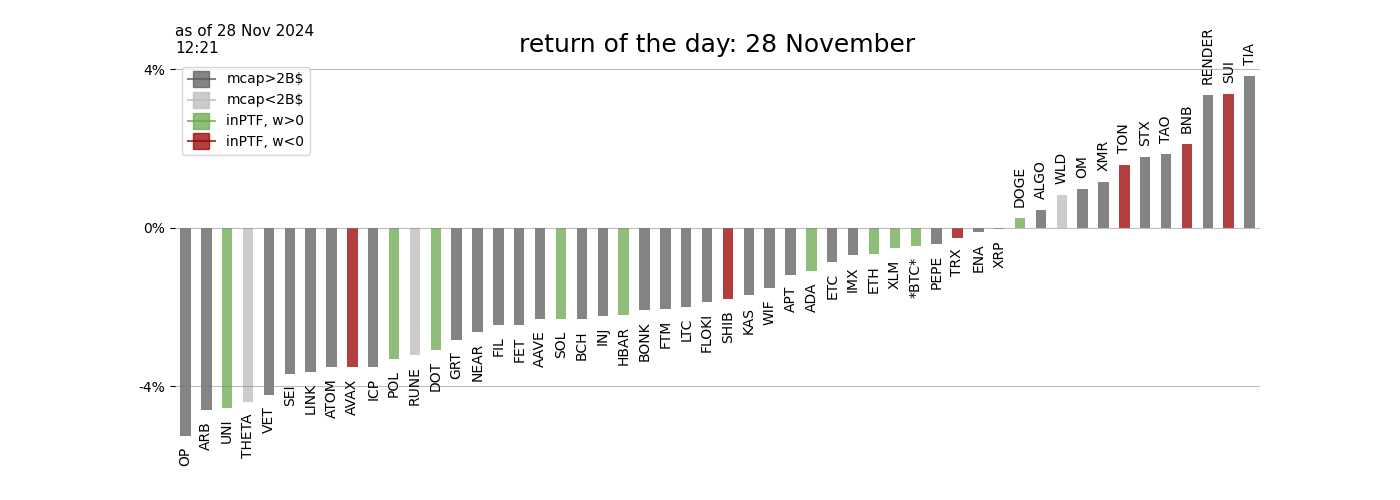 as of 28 Nov 2024
12:21
return of the day: 28 November
mcap>2B$
mcap<2B$
inPTF, w>0
inPTF, w<0
4%
0%
-4%
OP
ARB
UNI
THETA
VET
SEI
LINK
ATOM
AVAX
ICP
POL
RUNE
DOT
GRT
NEAR
FIL
FET
AAVE
SOL
BCH
INJ
HBAR
BONK
FTM
LTC
FLOKI
SHIB
KAS
WIF
APT
ADA
ETC
IMX
ETH
XLM
*BTC*
PEPE
TRX
ENA
XRP
DOGE
ALGO
WLD
OM
XMR
TON
STX
TAO
BNB
RENDER
SUI
TIA